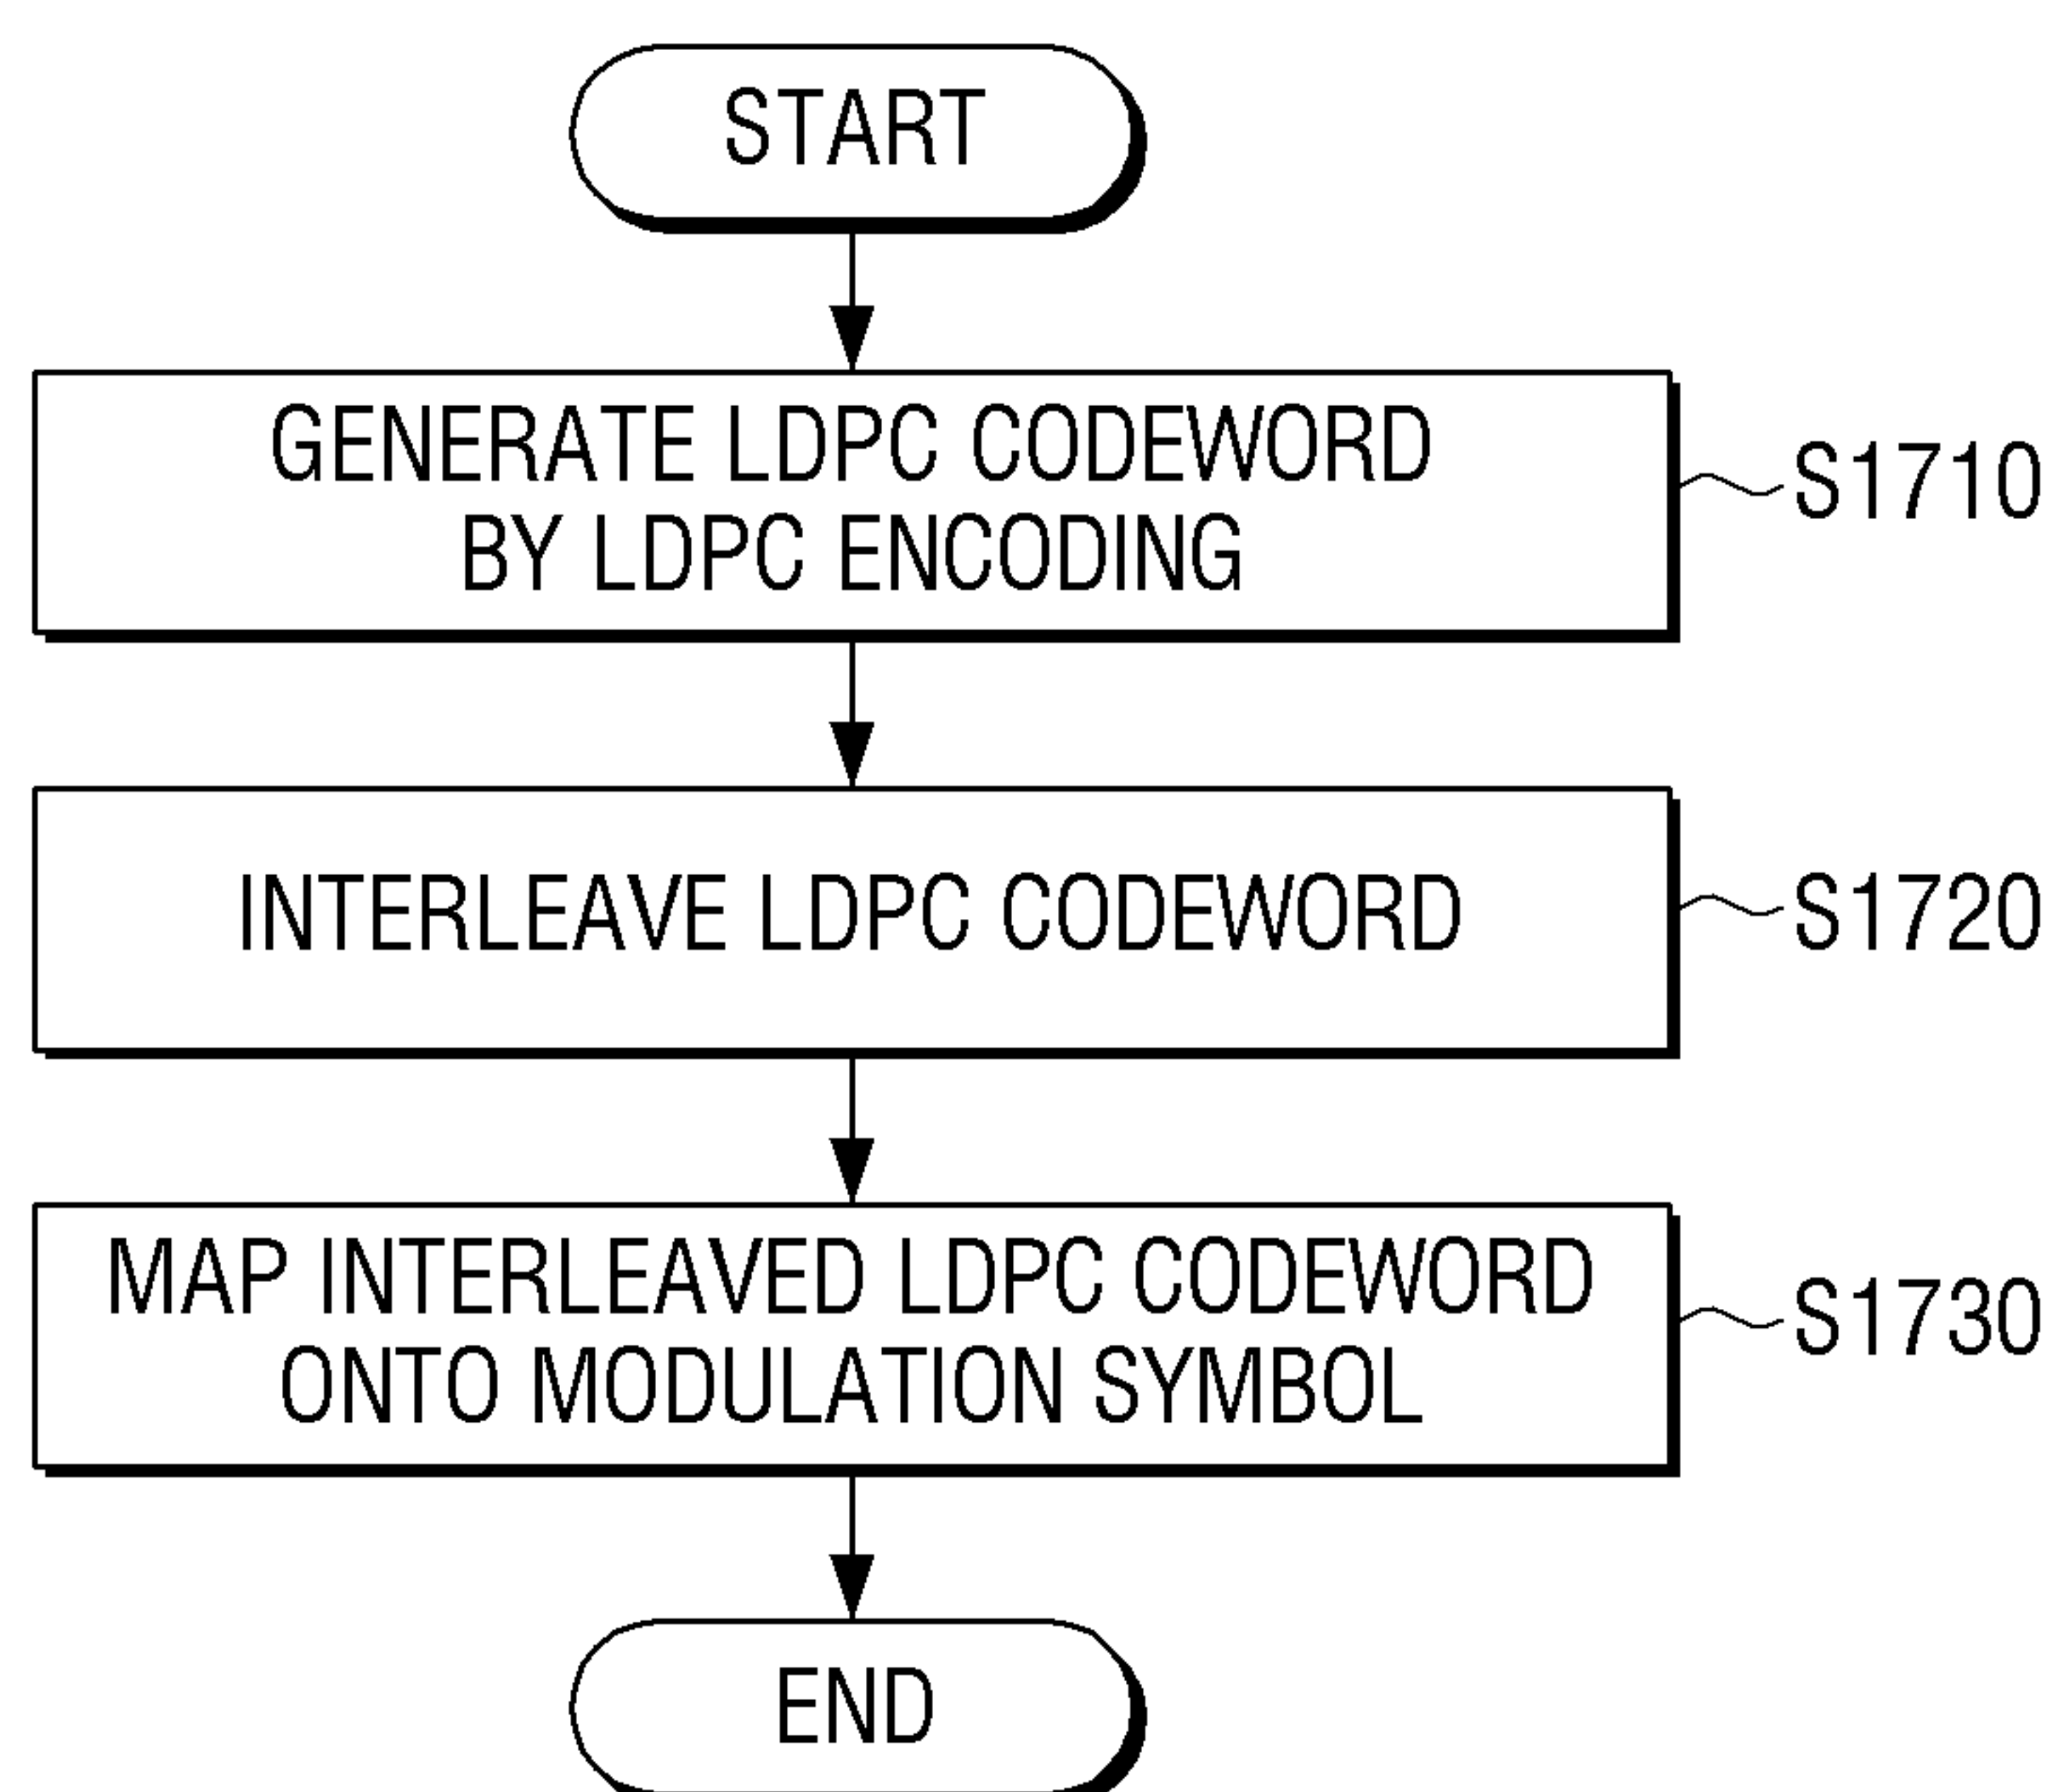 START
GENERATE LDPC CODEWORD
BY LDPC ENCODING
S1710
INTERLEAVE LDPC CODEWORD
S1720
MAP INTERLEAVED LDPC CODEWORD
ONTO MODULATION SYMBOL
S1730
END